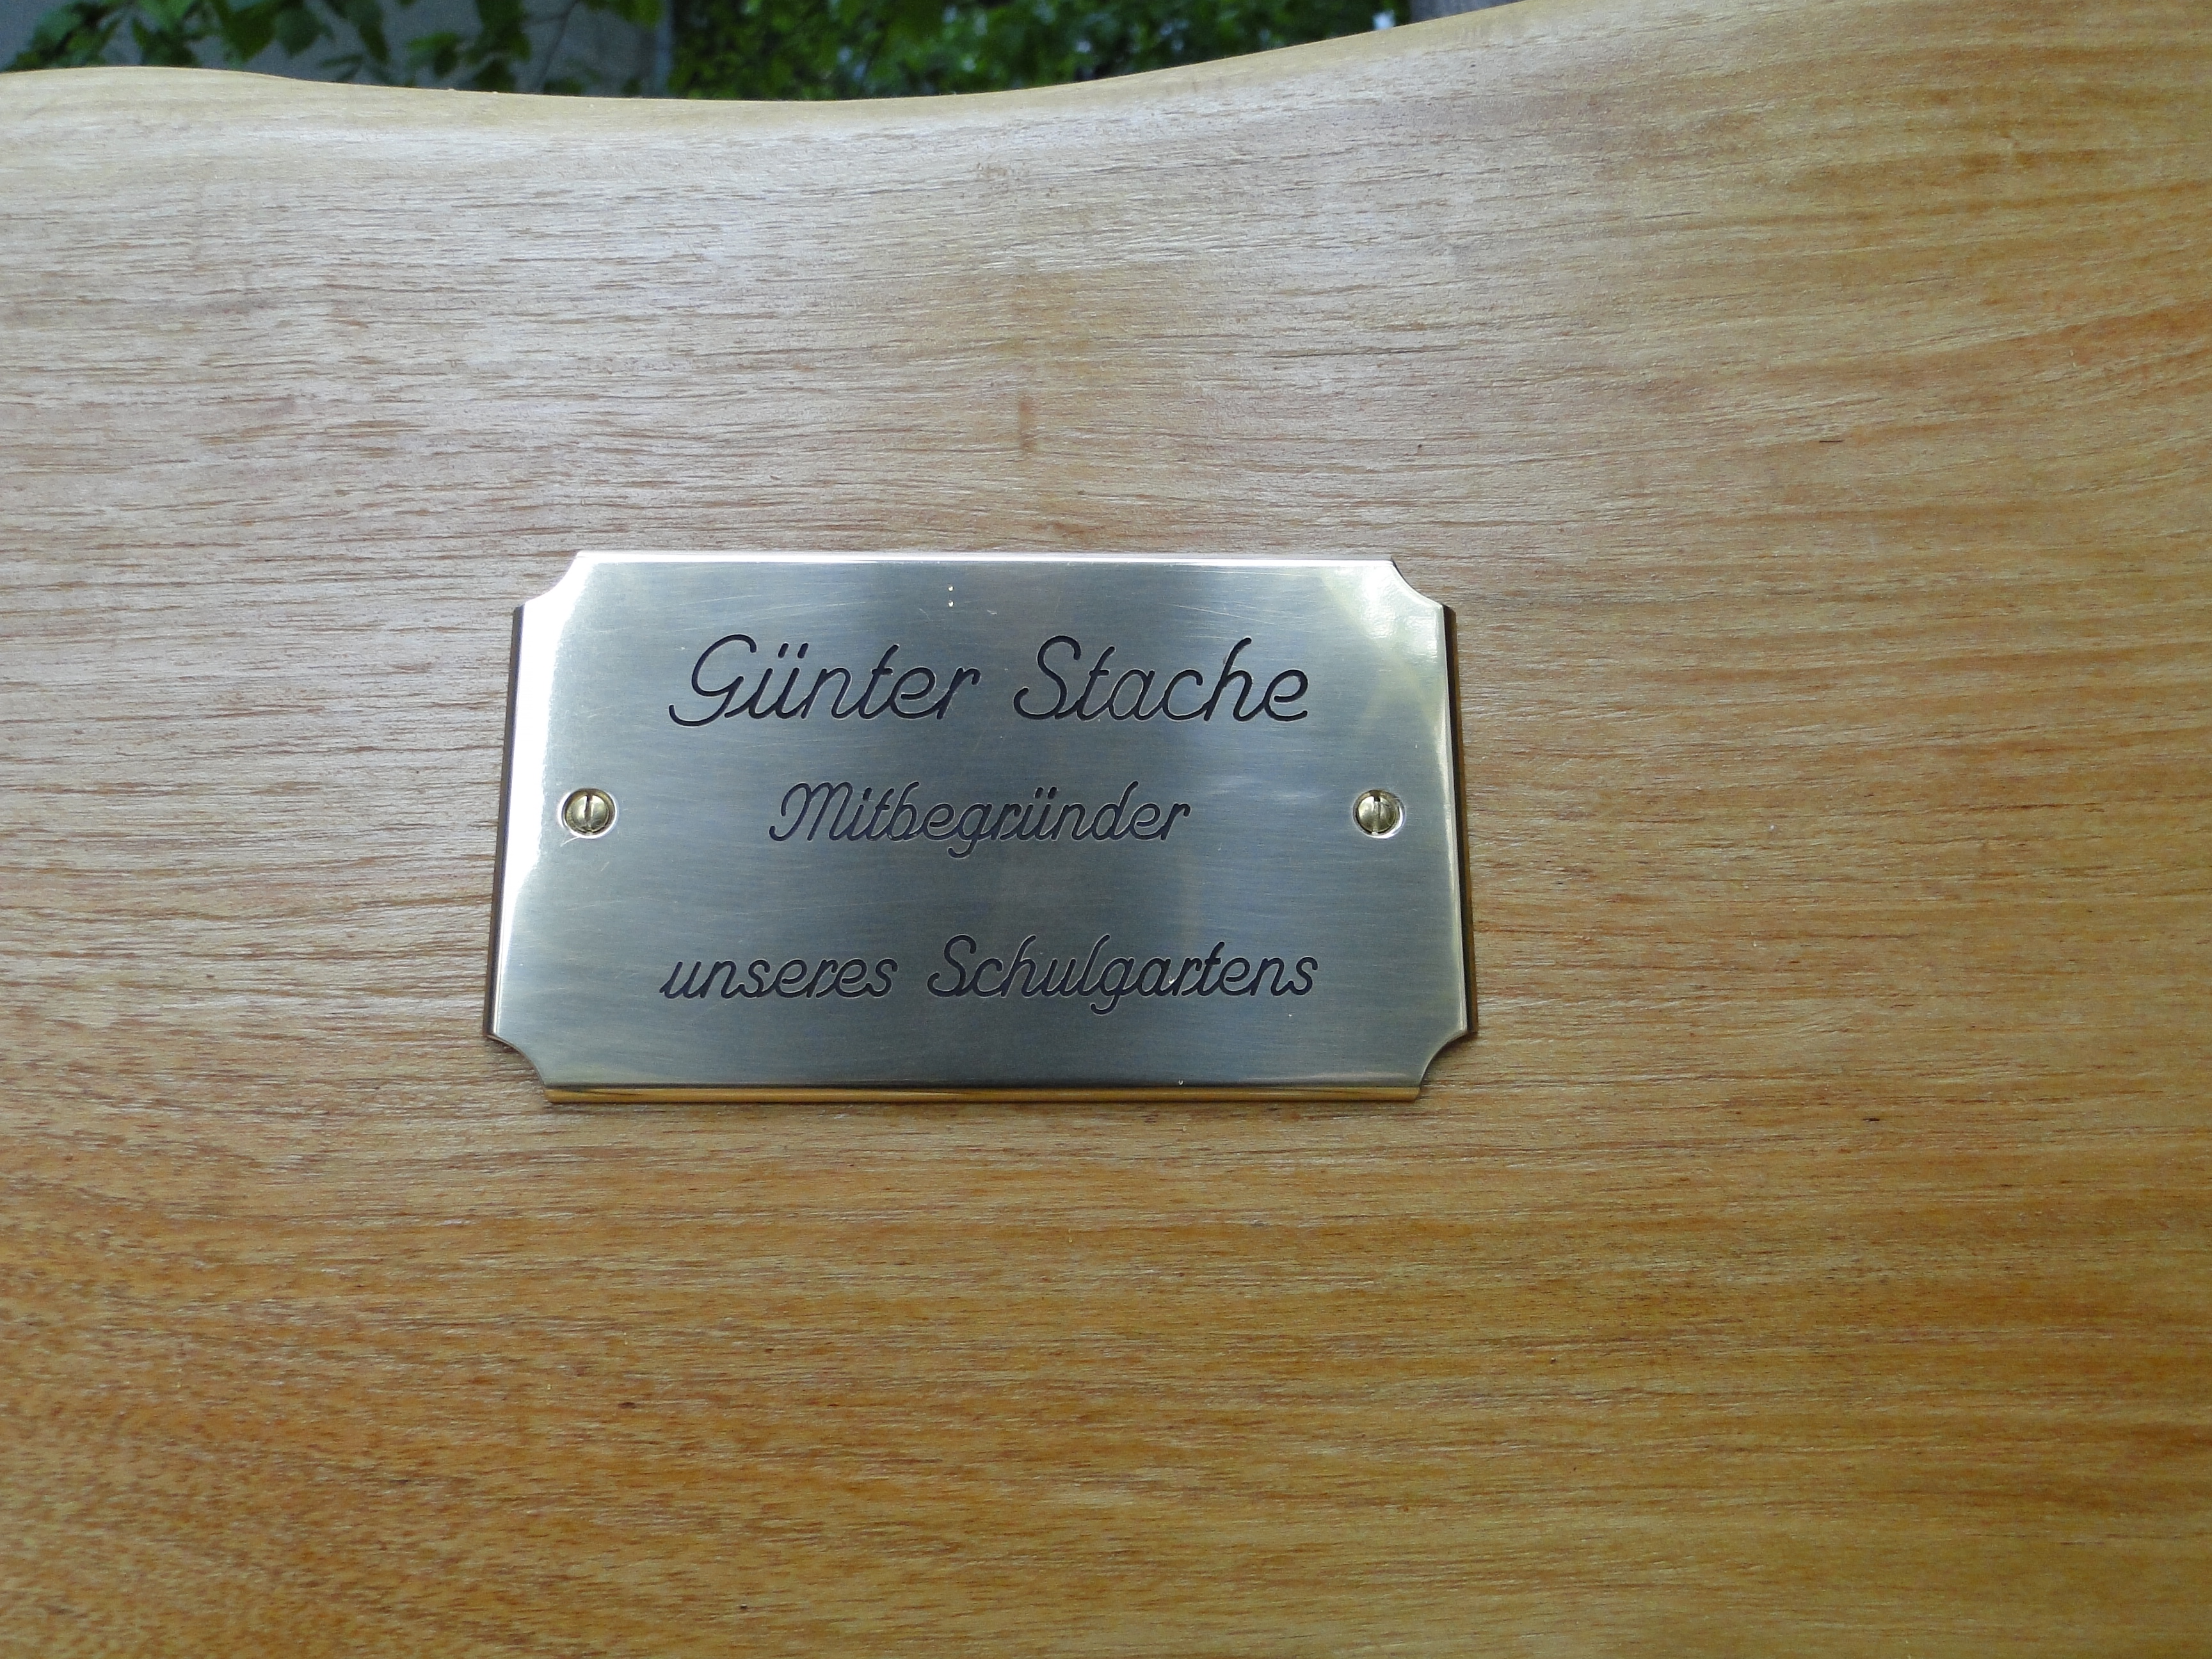 Günter Stache
Mitbegründer
unseres Schulgartens